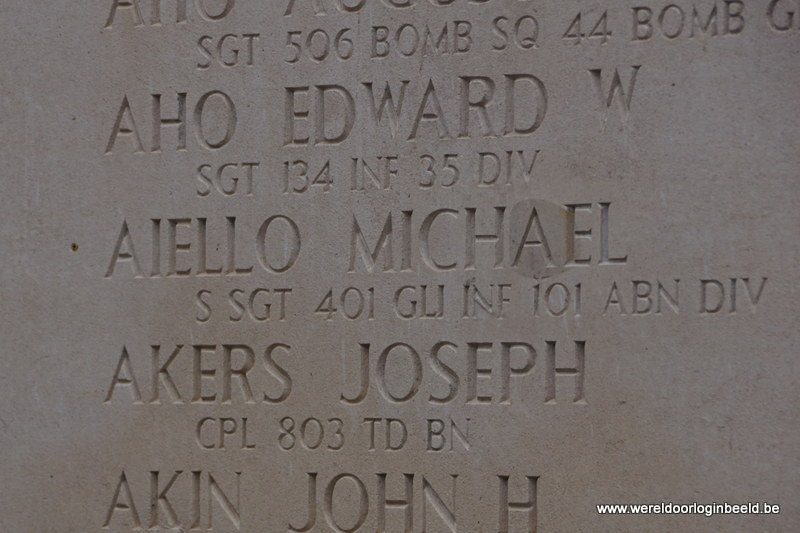 AHO
SGT 506 BOMB SQ 44 BOMB
AHO EDWARD W
SGT 134 INF 35 DIV
AIELLO MICHAEL
S SGT 401 GLI INF 101 ABN DIV
AKERS JOSEPH
CPL 803 TD BN
AKIN JOHN H
www.wereldoorloginbeeld.be